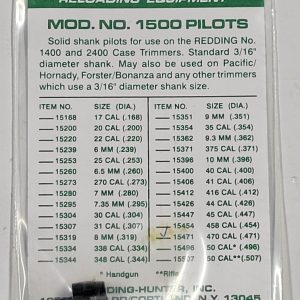 RELOADING EQUIPMENT
MOD. NO. 1500 PILOTS
Solid shank pilots for use on the REDDING No.
1400 and 2400 Case Trimmers. Standard 3/16"
diameter shank size. May also be used on Pacific/
Hornady, Forster/Bonanza and any other trimmers
which use a 3/16" diameter shank size.
ITEM NO. SIZE (DIA.) ITEM NO. SIZE (DIA.)
15168 17 CAL (.168) 15351 9 MM (.351)
15200 20 CAL (.200) 15354 35 CAL (.354)
15220 22 CAL (.220) 15362 9.3 MM (.362)
15239 6 MM (.239) 15371 375 CAL (.371)
15253 25 CAL (.253) 15396 10 MM (.396)
15260 6.5 MM (.260) 15400 40 CAL (.400)
15273 270 CAL (.273) 15406 41 CAL (.406)
15280 7 MM (.280) 15412 416 CAL (.412)
15295 7.35 MM (.295) 15426 44 CAL (.426)
15304 30 CAL (.304) 15447 45 CAL (.447)
15307 31 CAL (.307) 15454 458 CAL (.454)
15319 8 MM (.319) 15471 470 CAL (.471)
15334 338 CAL (.334) 15496 50 CAL* (.496)
15344 348 CAL (.344) 15507 50 CAL **(.507)
* Handgun **Rifle
REDDING-HUNTER, INC.
RD/CORTLAND, N.Y. 13045